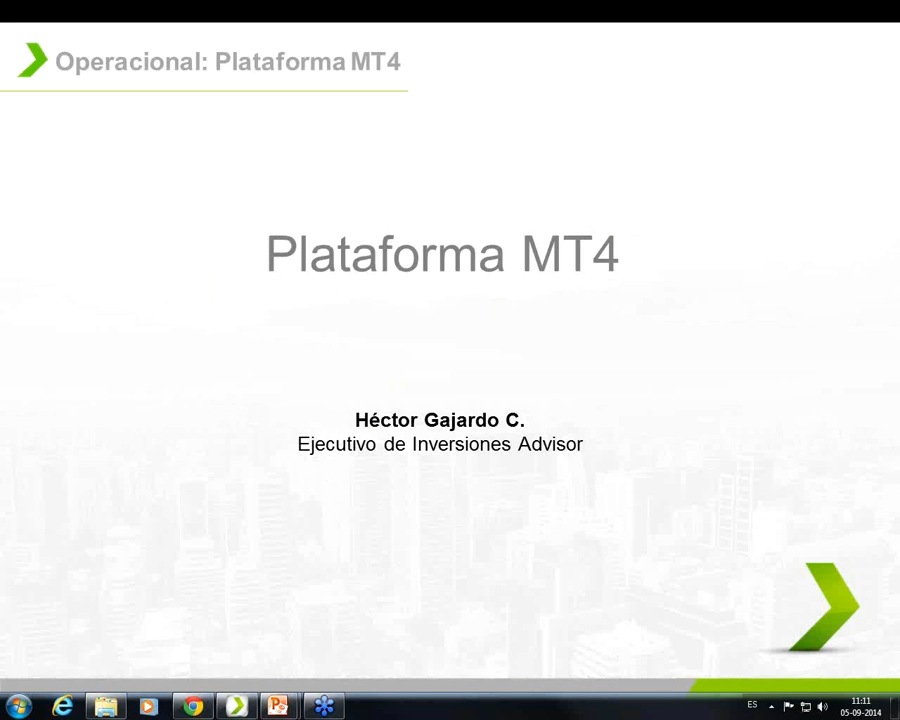 Operacional: Plataforma MT4
Plataforma MT4
Héctor Gajardo C.
Ejecutivo de Inversiones Advisor
ES
11:11
05-09-2014